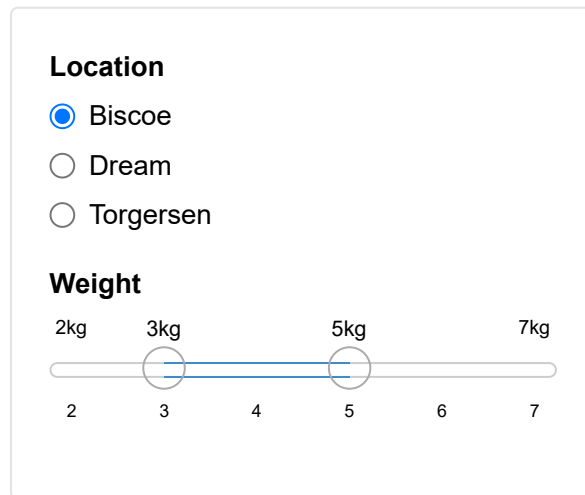 Location
Biscoe
Dream
Torgersen
Weight
2kg 3kg 5kg 7kg
2 3 4 5 6 7